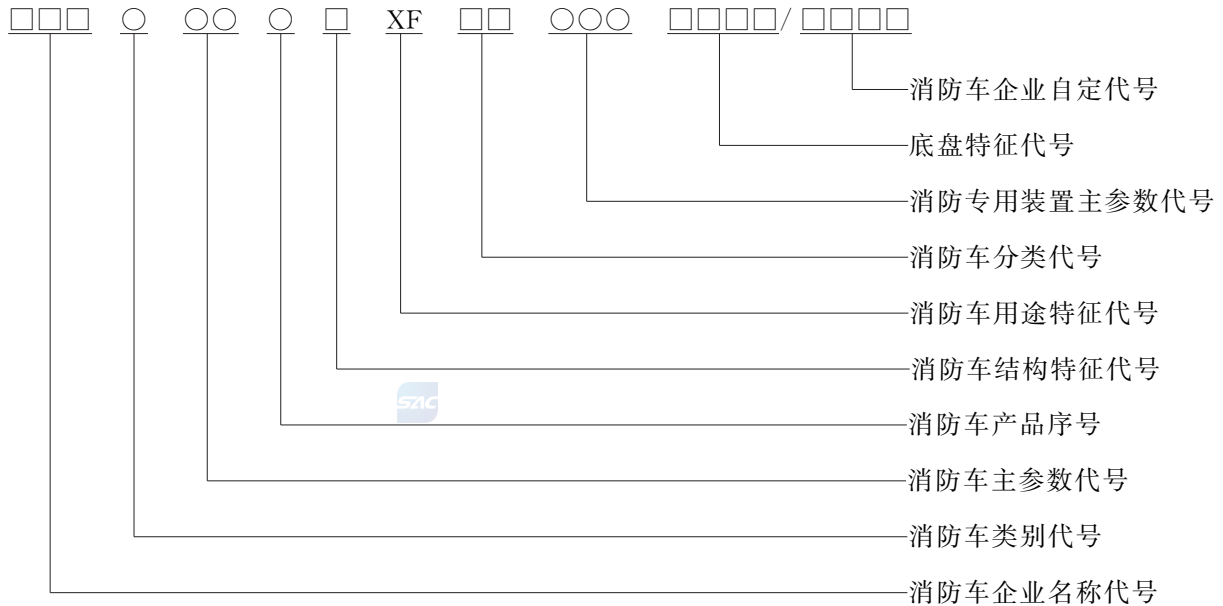 □□□ ○ ○○ ○ □ XF □□ ○○○ □□□□/□□□□
消防车企业自定代号
底盘特征代号
消防专用装置主参数代号
消防车分类代号
消防车用途特征代号
消防车结构特征代号
SAC
消防车产品序号
消防车主参数代号
消防车类别代号
消防车企业名称代号